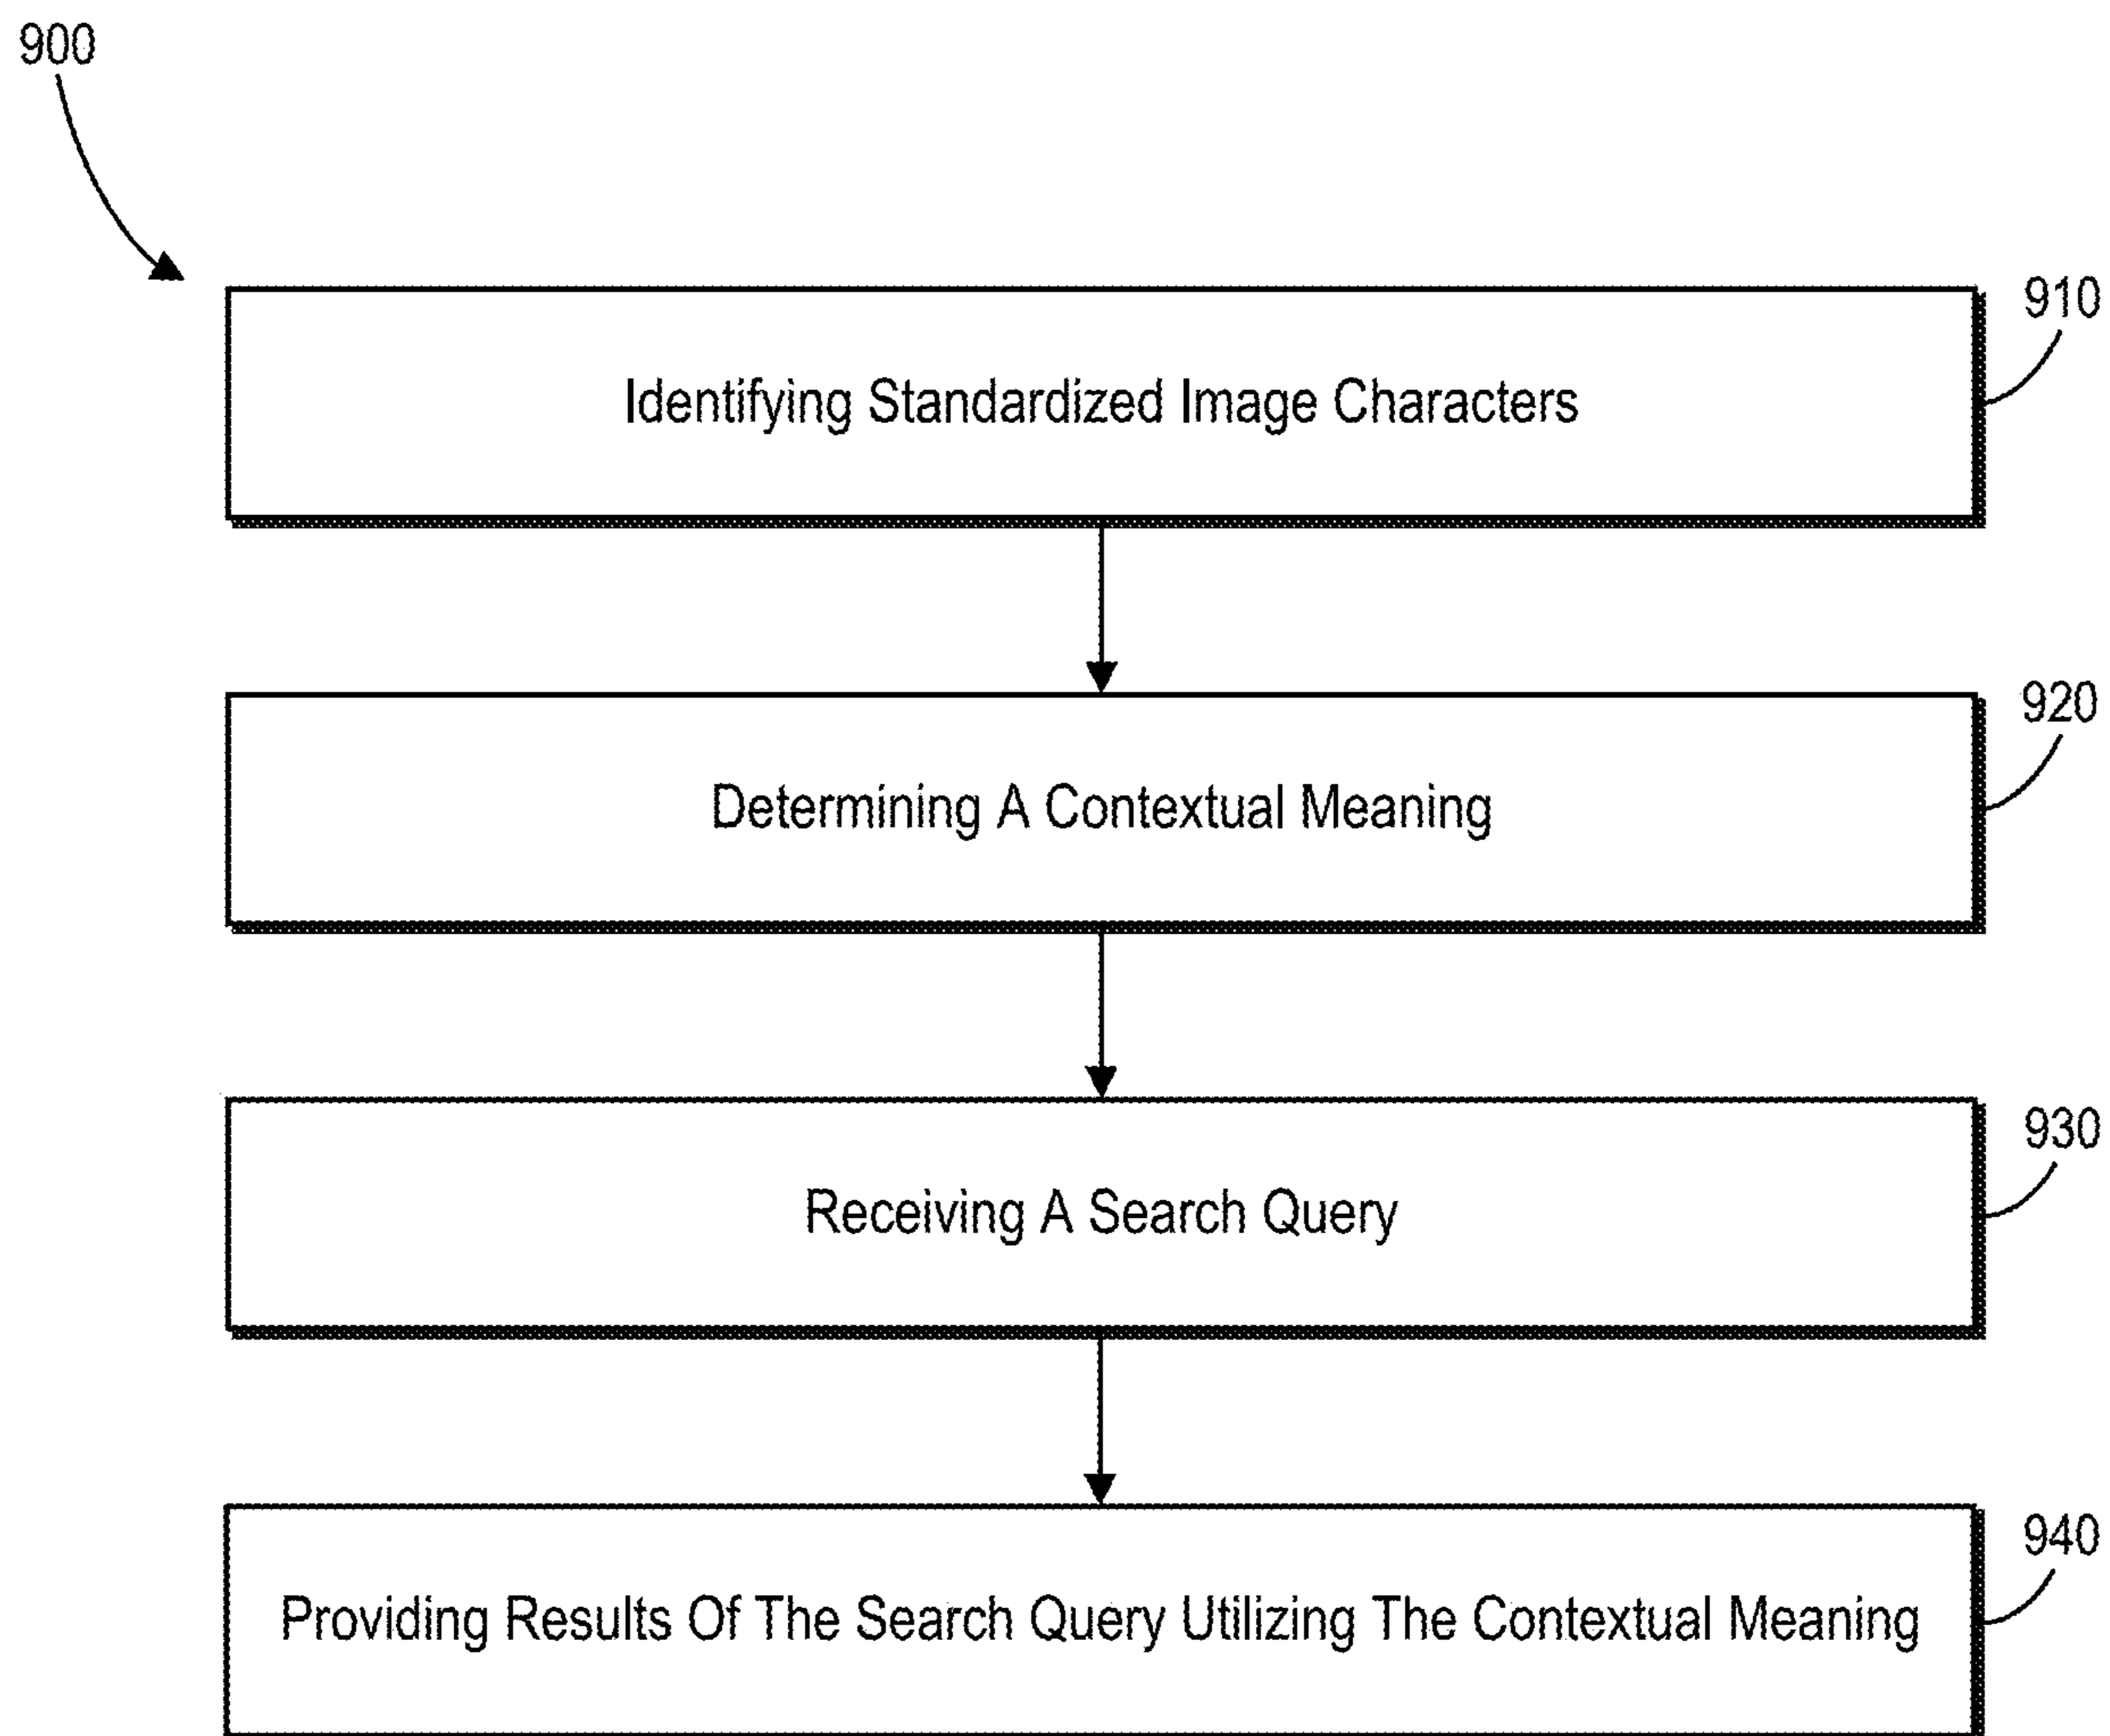 900
910
Identifying Standardized Image Characters
920
Determining A Contextual Meaning
930
Receiving A Search Query
940
Providing Results Of The Search Query Utilizing The Contextual Meaning